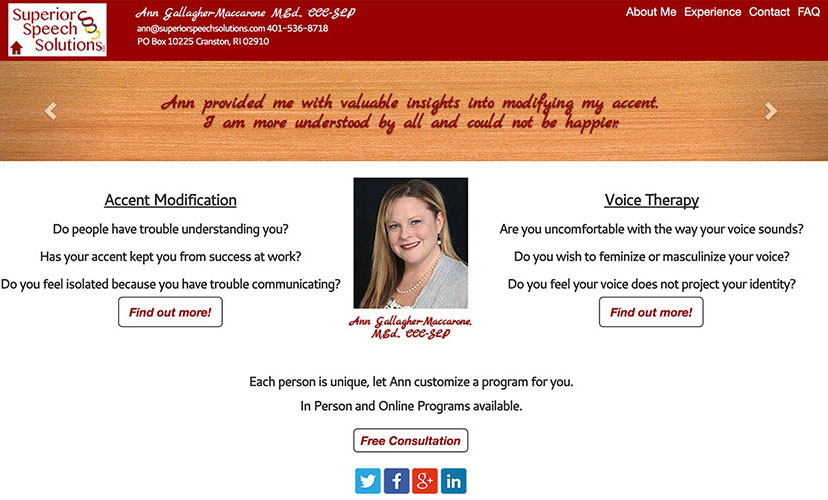 Superior
Speech
Solutions
Ann Gallagher-Maccarone M.Ed., CCC-SLP
ann@superiorspeechsolutions.com 401-536-8718
PO Box 10225 Cranston, RI 02910
About Me Experience Contact FAQ
Ann provided me with valuable insights into modifying my accent.
I am more understood by all and could not be happier.
Accent Modification
Do people have trouble understanding you?
Has your accent kept you from success at work?
Do you feel isolated because you have trouble communicating?
Find out more!
Ann Gallagher-Maccarone,
M.Ed., CCC-SLP
Voice Therapy
Are you uncomfortable with the way your voice sounds?
Do you wish to feminize or masculinize your voice?
Do you feel your voice does not project your identity?
Find out more!
Each person is unique, let Ann customize a program for you.
In Person and Online Programs available.
Free Consultation